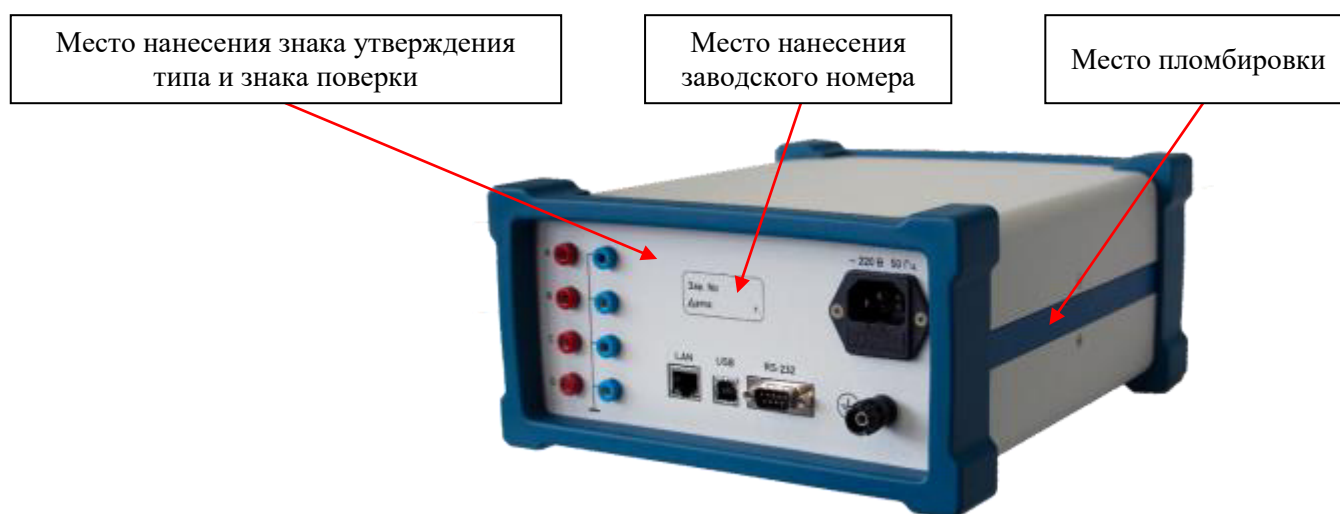 Место нанесения знака утверждения
типа и знака поверки
Место нанесения
заводского номера
Место пломбировки
~ 220 В 50 Гц
Зав. No
Дата
LAN
USB
RS-232